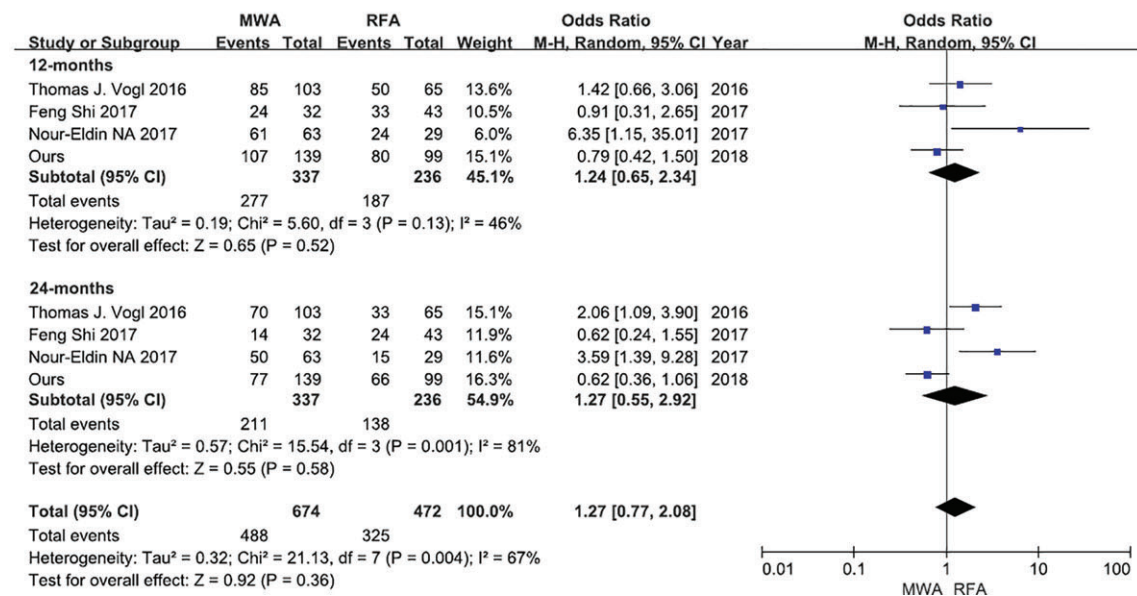 MWA RFA Odds Ratio Odds Ratio
Study or Subgroup Events Total Events Total Weight M-H, Random, 95% CI Year M-H, Random, 95% CI
12-months
Thomas J. Vogl 2016 85 103 50 65 13.6% 1.42 [0.66, 3.06] 2016
Feng Shi 2017 24 32 33 43 10.5% 0.91 [0.31, 2.65] 2017
Nour-Eldin NA 2017 61 63 24 29 6.0% 6.35 [1.15, 35.01] 2017
Ours 107 139 80 99 15.1% 0.79 [0.42, 1.50] 2018
Subtotal (95% CI) 337 236 45.1% 1.24 [0.65, 2.34]
Total events 277 187
Heterogeneity: Tau² = 0.19; Chi² = 5.60, df = 3 (P = 0.13); I² = 46%
Test for overall effect: Z = 0.65 (P = 0.52)
24-months
Thomas J. Vogl 2016 70 103 33 65 15.1% 2.06 [1.09, 3.90] 2016
Feng Shi 2017 14 32 24 43 11.9% 0.62 [0.24, 1.55] 2017
Nour-Eldin NA 2017 50 63 15 29 11.6% 3.59 [1.39, 9.28] 2017
Ours 77 139 66 99 16.3% 0.62 [0.36, 1.06] 2018
Subtotal (95% CI) 337 236 54.9% 1.27 [0.55, 2.92]
Total events 211 138
Heterogeneity: Tau² = 0.57; Chi² = 15.54, df = 3 (P = 0.001); I² = 81%
Test for overall effect: Z = 0.55 (P = 0.58)
Total (95% CI) 674 472 100.0% 1.27 [0.77, 2.08]
Total events 488 325
Heterogeneity: Tau² = 0.32; Chi² = 21.13, df = 7 (P = 0.004); I² = 67%
Test for overall effect: Z = 0.92 (P = 0.36)
0.01 0.1 1 10 100
MWA RFA